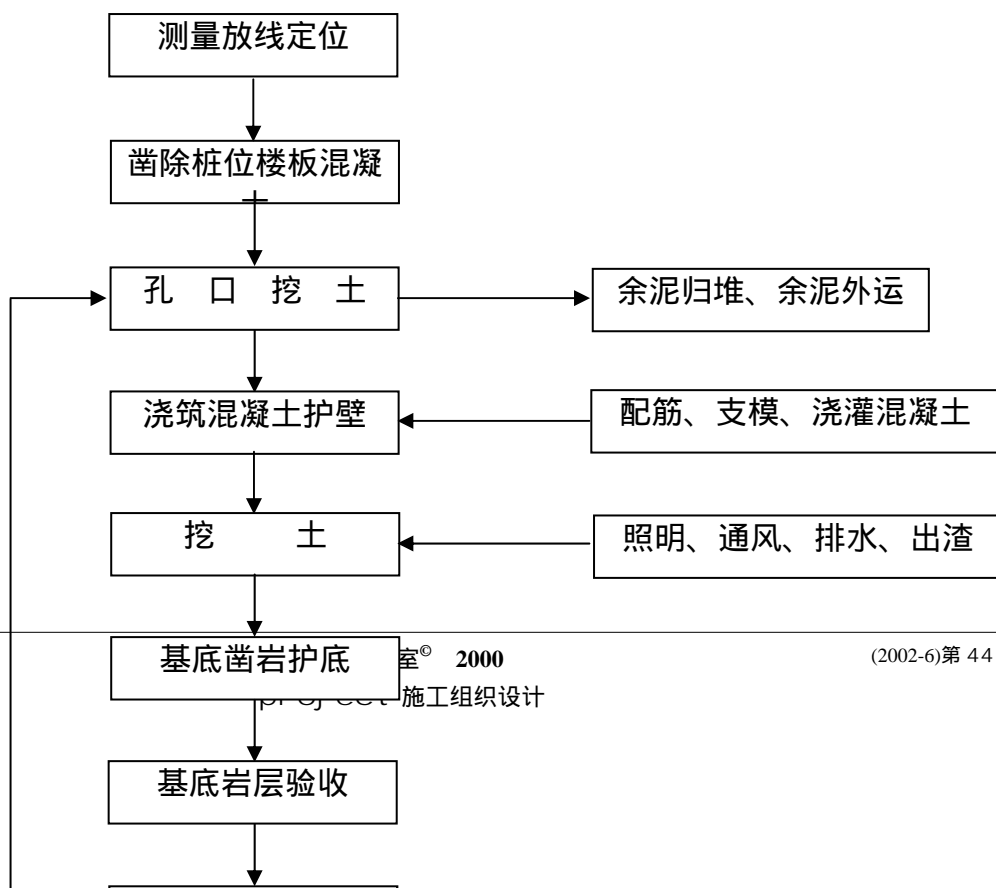 测量放线定位
凿除桩位楼板混凝
孔 口 挖 土
余泥归堆、余泥外运
浇筑混凝土护壁
配筋、支模、浇灌混凝土
挖 土
照明、通风、排水、出渣
基底凿岩护底
室© 2000
(2002-6)第 44
施工组织设计
基底岩层验收